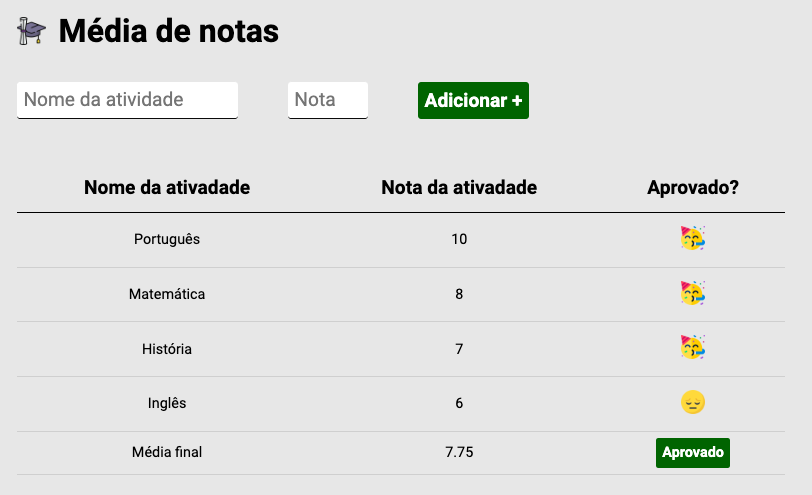 Média de notas
Nome da atividade Nota Adicionar +
Nome da ativadade Nota da ativadade Aprovado?
Português 10
Matemática 8
História 7
Inglês 6
Média final 7.75 Aprovado